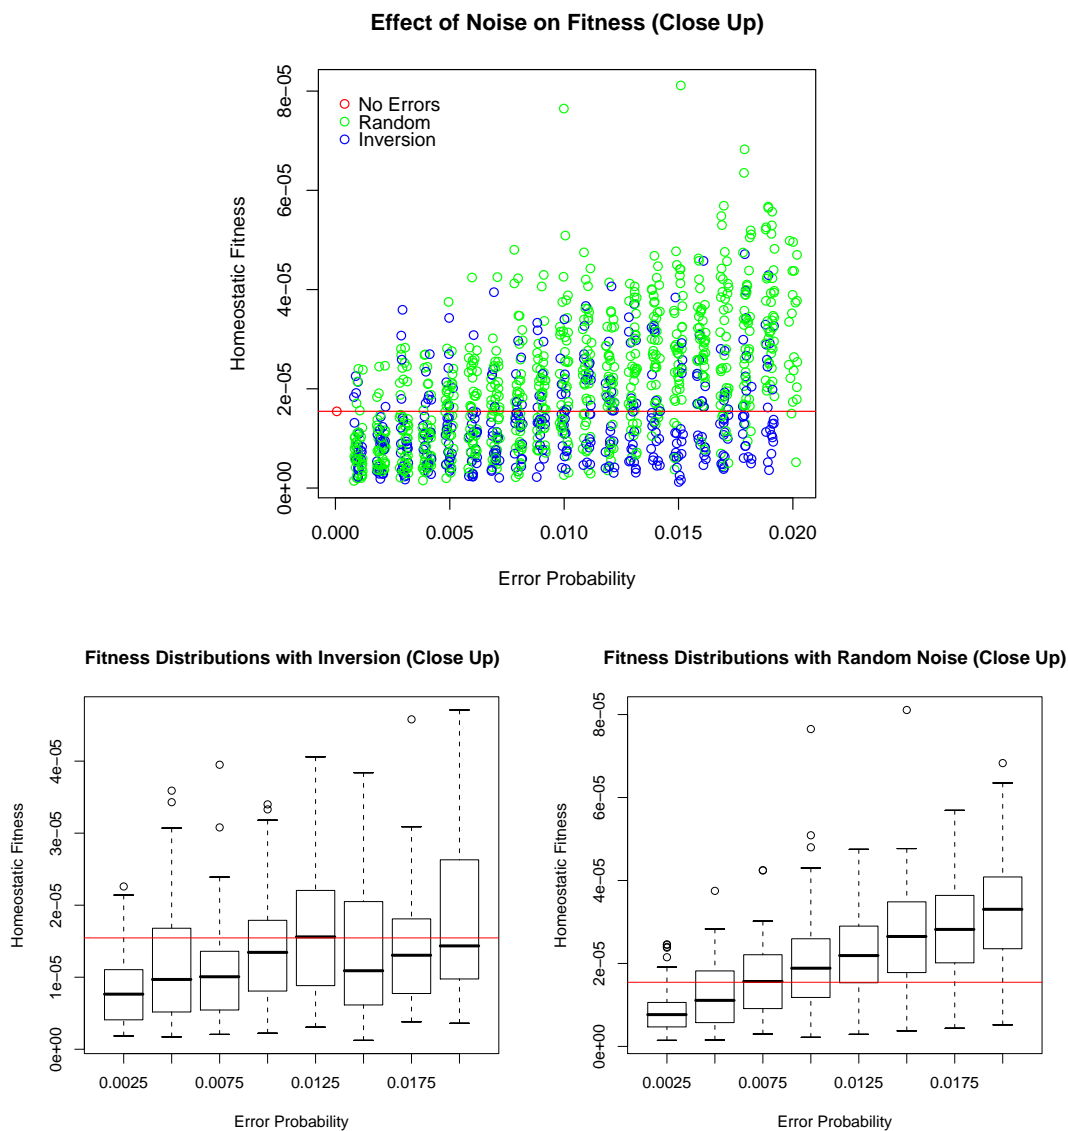 Effect of Noise on Fitness (Close Up)
Homeostatic Fitness
8e−05
6e−05
4e−05
2e−05
0e+00
No Errors
Random
Inversion
0.000 0.005 0.010 0.015 0.020
Error Probability
Fitness Distributions with Inversion (Close Up)
Homeostatic Fitness
4e−05
3e−05
2e−05
1e−05
0e+00
0.0025 0.0075 0.0125 0.0175
Error Probability
Fitness Distributions with Random Noise (Close Up)
Homeostatic Fitness
8e−05
6e−05
4e−05
2e−05
0e+00
0.0025 0.0075 0.0125 0.0175
Error Probability